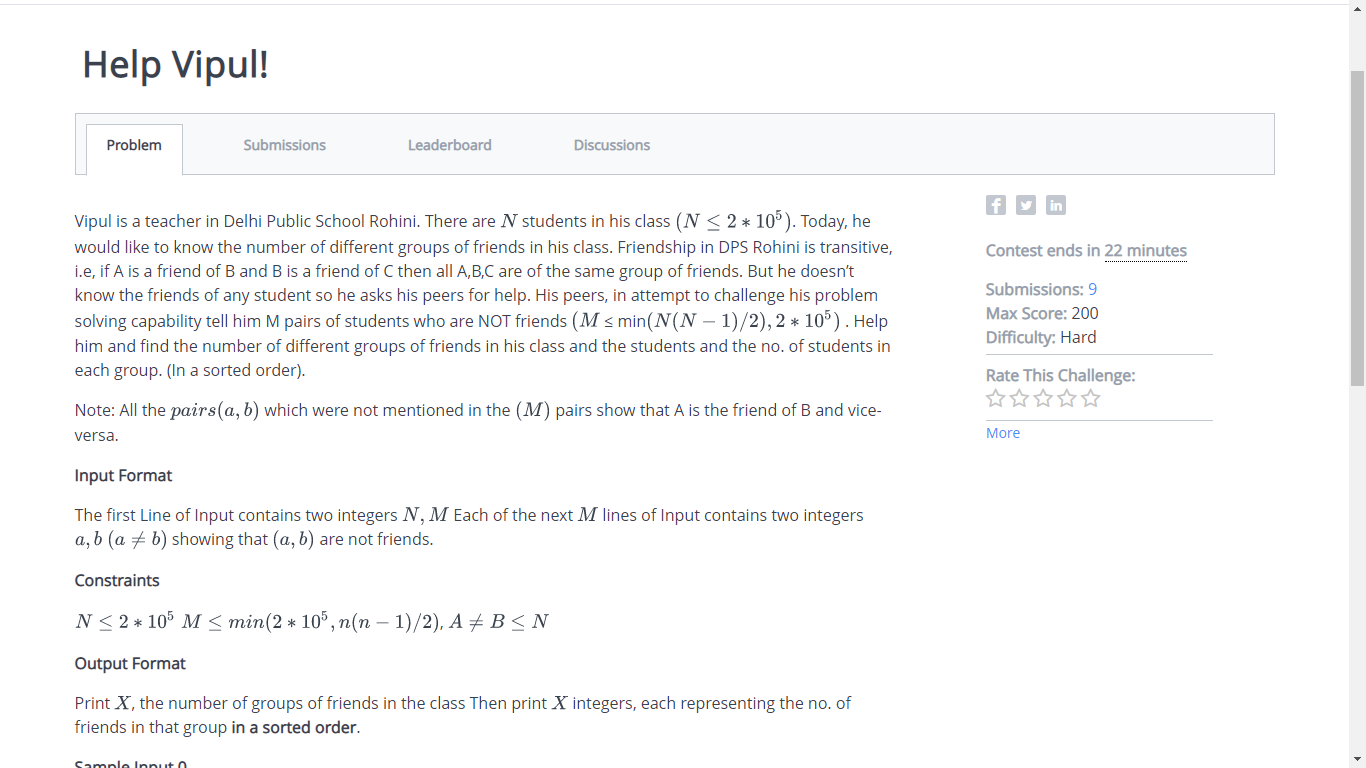 Help Vipul!
Problem
Submissions
Leaderboard
Discussions
Vipul is a teacher in Delhi Public School Rohini. There are N students in his class (N ≤ 2 * 10^5). Today, he
would like to know the number of different groups of friends in his class. Friendship in DPS Rohini is transitive,
i.e, if A is a friend of B and B is a friend of C then all A,B,C are of the same group of friends. But he doesn't
know the friends of any student so he asks his peers for help. His peers, in attempt to challenge his problem
solving capability tell him M pairs of students who are NOT friends (M ≤ min(N(N − 1)/2), 2 * 10^5) . Help
him and find the number of different groups of friends in his class and the students and the no. of students in
each group. (In a sorted order).
Note: All the pairs(a, b) which were not mentioned in the (M) pairs show that A is the friend of B and vice-
versa.
Input Format
The first Line of Input contains two integers N, M Each of the next M lines of Input contains two integers
a, b (a ≠ b) showing that (a, b) are not friends.
Constraints
N ≤ 2 * 10^5 M ≤ min(2 * 10^5, n(n − 1)/2), A ≠ B ≤ N
Output Format
Print X, the number of groups of friends in the class Then print X integers, each representing the no. of
friends in that group in a sorted order.
Sample Input 0
Contest ends in 22 minutes
Submissions: 9
Max Score: 200
Difficulty: Hard
Rate This Challenge:
More